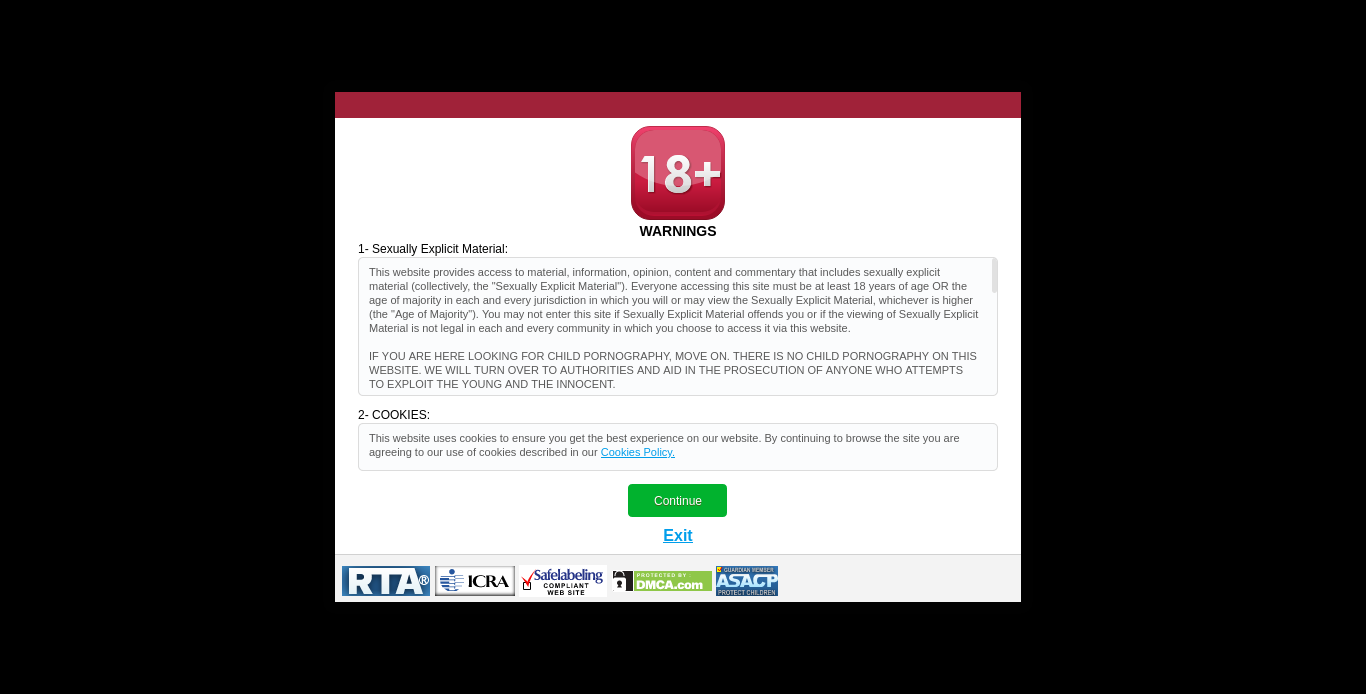 18+
WARNINGS
1- Sexually Explicit Material:
This website provides access to material, information, opinion, content and commentary that includes sexually explicit
material (collectively, the "Sexually Explicit Material"). Everyone accessing this site must be at least 18 years of age OR the
age of majority in each and every jurisdiction in which you will or may view the Sexually Explicit Material, whichever is higher
(the "Age of Majority"). You may not enter this site if Sexually Explicit Material offends you or if the viewing of Sexually Explicit
Material is not legal in each and every community in which you choose to access it via this website.
IF YOU ARE HERE LOOKING FOR CHILD PORNOGRAPHY, MOVE ON. THERE IS NO CHILD PORNOGRAPHY ON THIS
WEBSITE. WE WILL TURN OVER TO AUTHORITIES AND AID IN THE PROSECUTION OF ANYONE WHO ATTEMPTS
TO EXPLOIT THE YOUNG AND THE INNOCENT.
2- COOKIES:
This website uses cookies to ensure you get the best experience on our website. By continuing to browse the site you are
agreeing to our use of cookies described in our Cookies Policy.
Continue
Exit
RTA®
ICRA
Safelabeling
COMPLIANT
WEB SITE
PROTECTED BY
DMCA.com
GUARDIAN MEMBER
ASACP
PROTECT CHILDREN